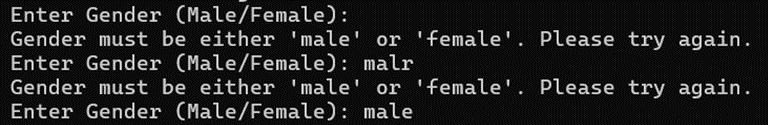 Enter Gender (Male/Female):
Gender must be either 'male' or 'female'. Please try again.
Enter Gender (Male/Female): malr
Gender must be either 'male' or 'female'. Please try again.
Enter Gender (Male/Female): male